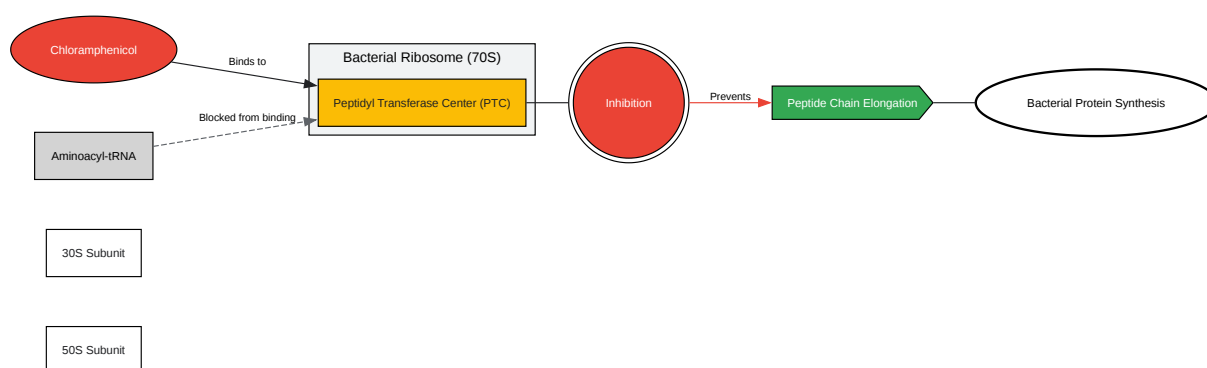 Chloramphenicol
Binds to
Bacterial Ribosome (70S)
Peptidyl Transferase Center (PTC)
Blocked from binding
Aminoacyl-tRNA
Inhibition
Prevents
Peptide Chain Elongation
Bacterial Protein Synthesis
30S Subunit
50S Subunit